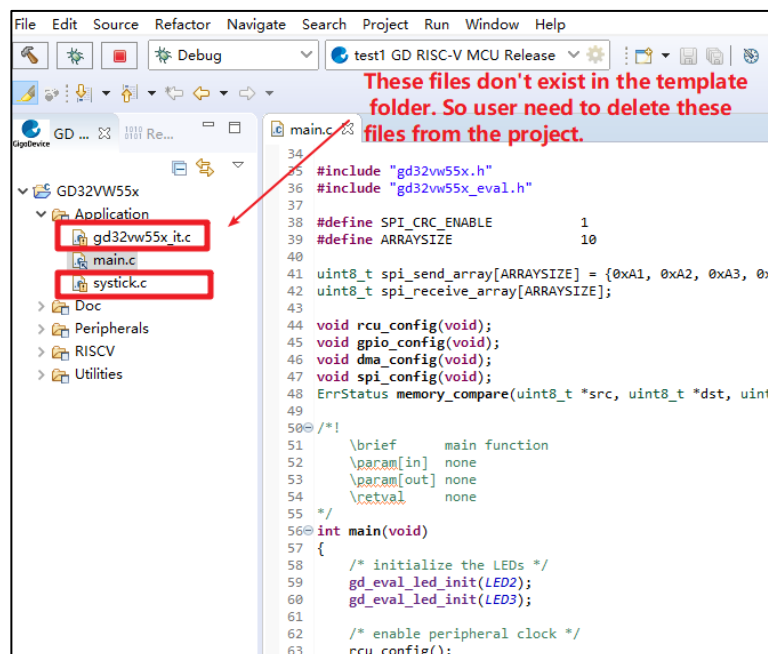 File Edit Source Refactor Navigate Search Project Run Window Help
Debug
test1 GD RISC-V MCU Release
These files don't exist in the template
folder. So user need to delete these
files from the project.
GigaDevice
GD ...
Re...
main.c
GD32VW55x
Application
gd32vw55x_it.c
main.c
systick.c
Doc
Peripherals
RISCV
Utilities
34
35 #include "gd32vw55x.h"
36 #include "gd32vw55x_eval.h"
37
38 #define SPI_CRC_ENABLE 1
39 #define ARRAYSIZE 10
40
41 uint8_t spi_send_array[ARRAYSIZE] = {0xA1, 0xA2, 0xA3, 0x
42 uint8_t spi_receive_array[ARRAYSIZE];
43
44 void rcu_config(void);
45 void gpio_config(void);
46 void dma_config(void);
47 void spi_config(void);
48 ErrStatus memory_compare(uint8_t *src, uint8_t *dst, uint
49
50 /*!
51 \brief main function
52 \param[in] none
53 \param[out] none
54 \retval none
55 */
56 int main(void)
57 {
58 /* initialize the LEDs */
59 gd_eval_led_init(LED2);
60 gd_eval_led_init(LED3);
61
62 /* enable peripheral clock */
63 rcu_config();